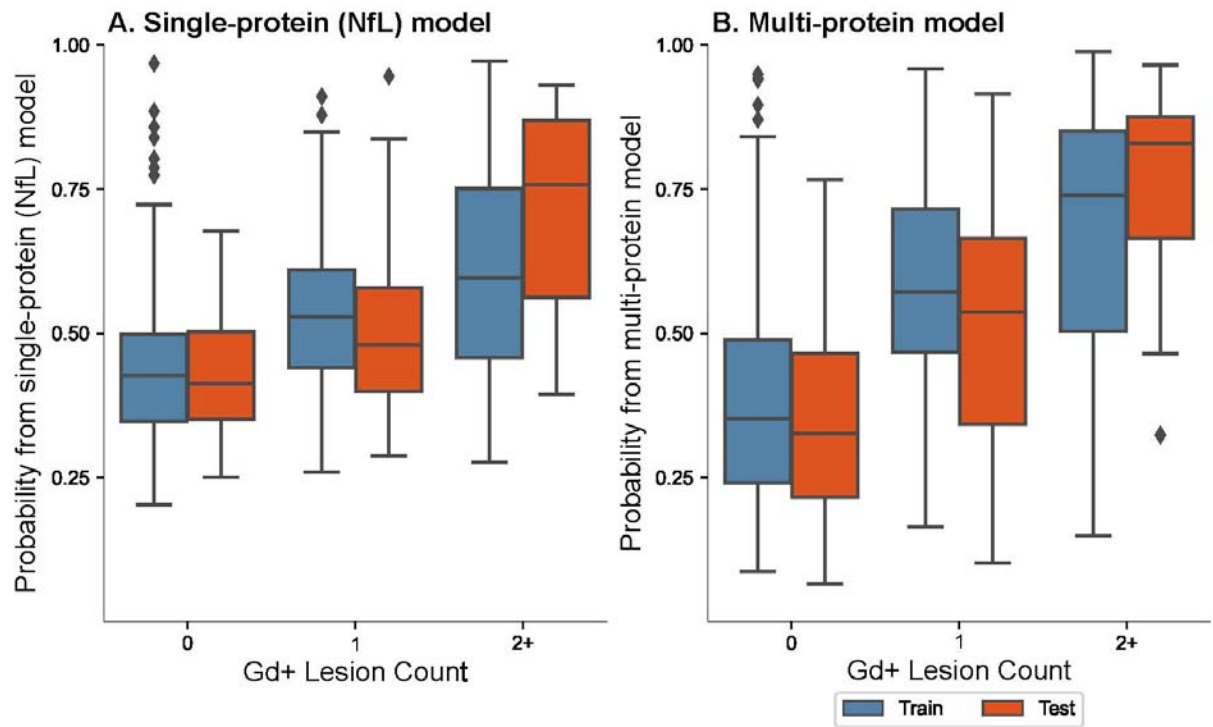 A. Single-protein (NfL) model
Probability from single-protein (NfL) model
1.00
0.75
0.50
0.25
0
1
2+
Gd+ Lesion Count
B. Multi-protein model
Probability from multi-protein model
1.00
0.75
0.50
0.25
0
1
2+
Gd+ Lesion Count
Train
Test